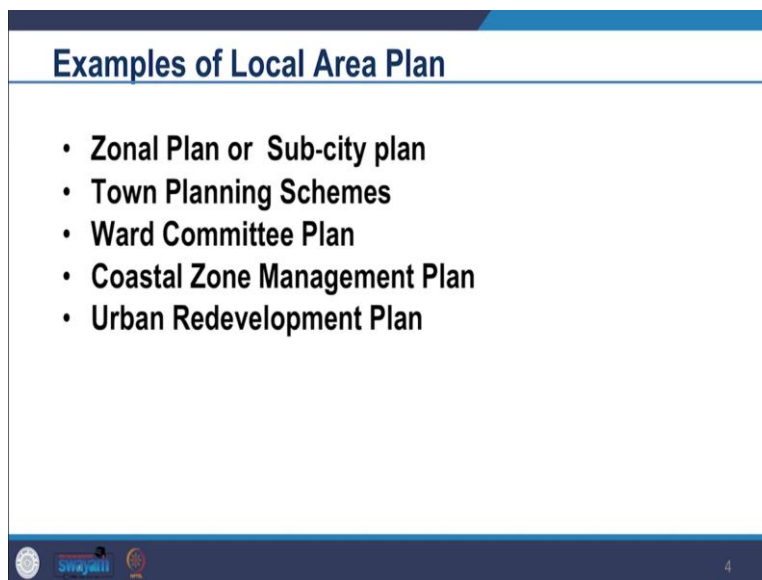 Examples of Local Area Plan
• Zonal Plan or Sub-city plan
• Town Planning Schemes
• Ward Committee Plan
• Coastal Zone Management Plan
• Urban Redevelopment Plan
swayam
4